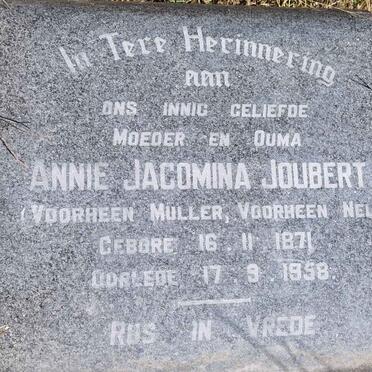 In Tere Herinnering
aan
ONS INNIG GELIEFDE
MOEDER EN OUMA
ANNIE JACOMINA JOUBERT
(VOORHEEN MULLER, VOORHEEN NEL
GEBORE 16.11.1871
OORLEDE 17.9.1958.
RUS IN VREDE